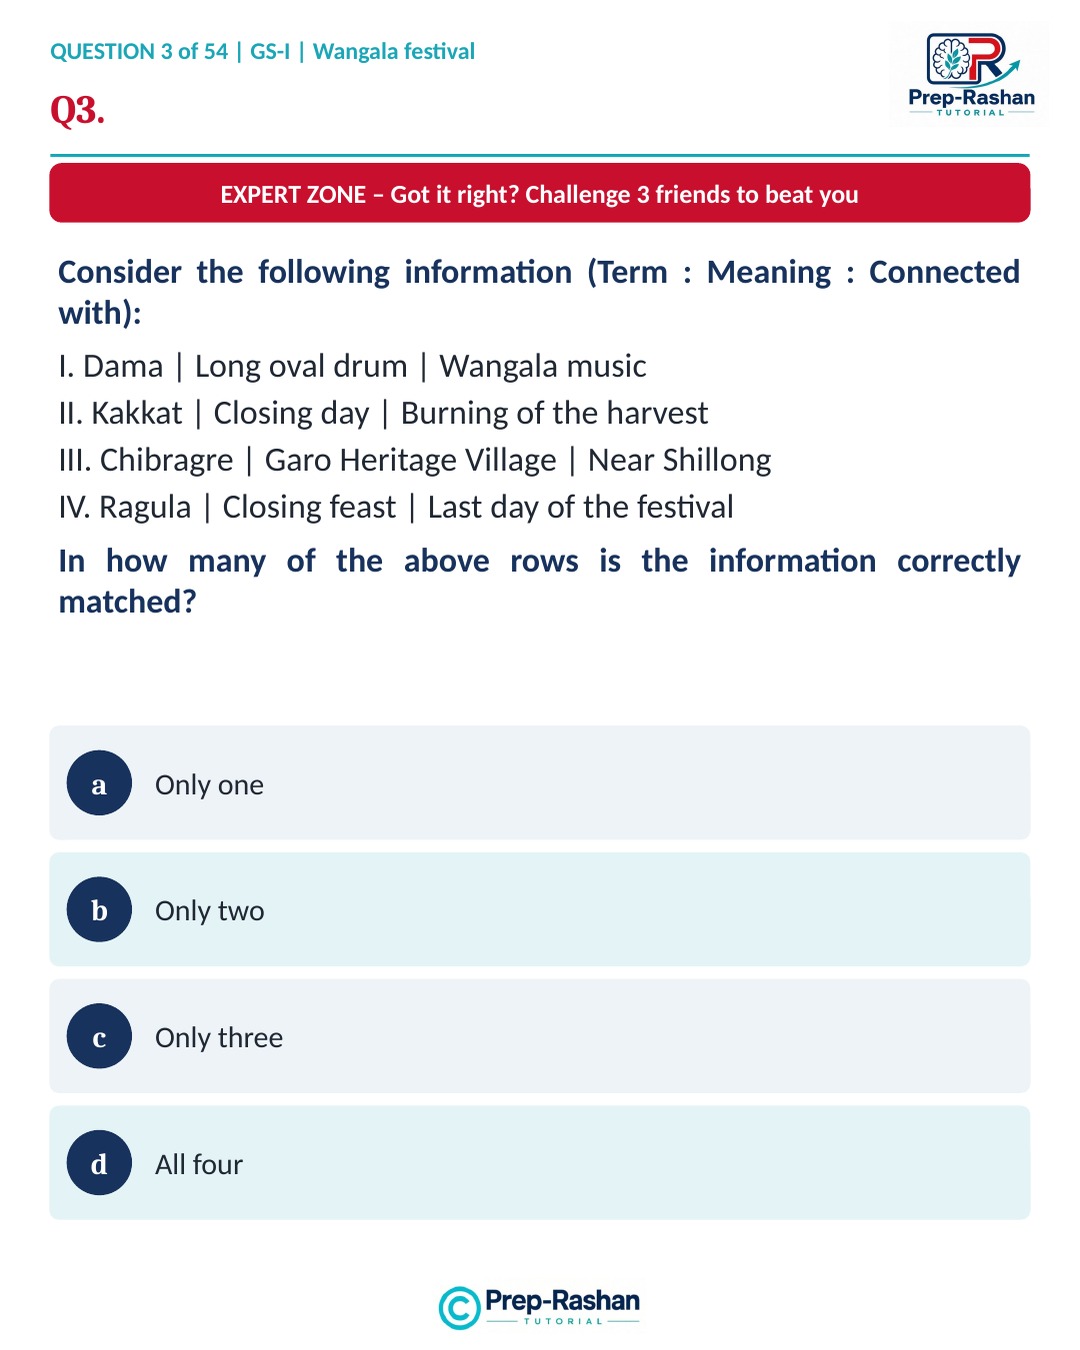 QUESTION 3 of 54 | GS-I | Wangala festival
Q3.
Prep-Rashan
TUTORIAL
EXPERT ZONE – Got it right? Challenge 3 friends to beat you
Consider the following information (Term : Meaning : Connected
with):
I. Dama | Long oval drum | Wangala music
II. Kakkat | Closing day | Burning of the harvest
III. Chibragre | Garo Heritage Village | Near Shillong
IV. Ragula | Closing feast | Last day of the festival
In how many of the above rows is the information correctly
matched?
a Only one
b Only two
c Only three
d All four
© Prep-Rashan
TUTORIAL